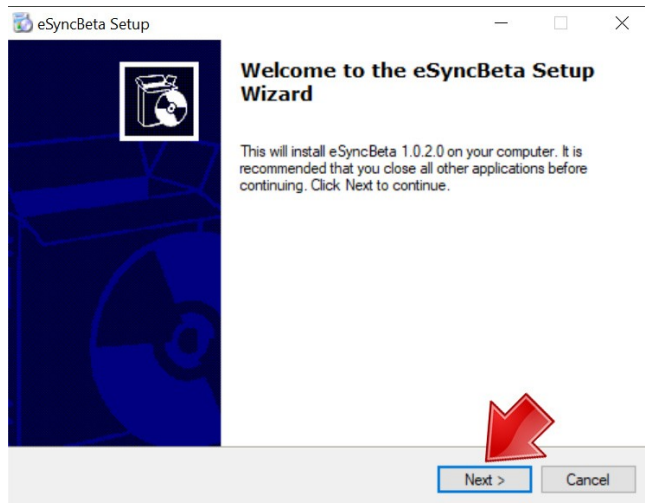 eSyncBeta Setup
Welcome to the eSyncBeta Setup
Wizard
This will install eSyncBeta 1.0.2.0 on your computer. It is
recommended that you close all other applications before
continuing. Click Next to continue.
Next >
Cancel